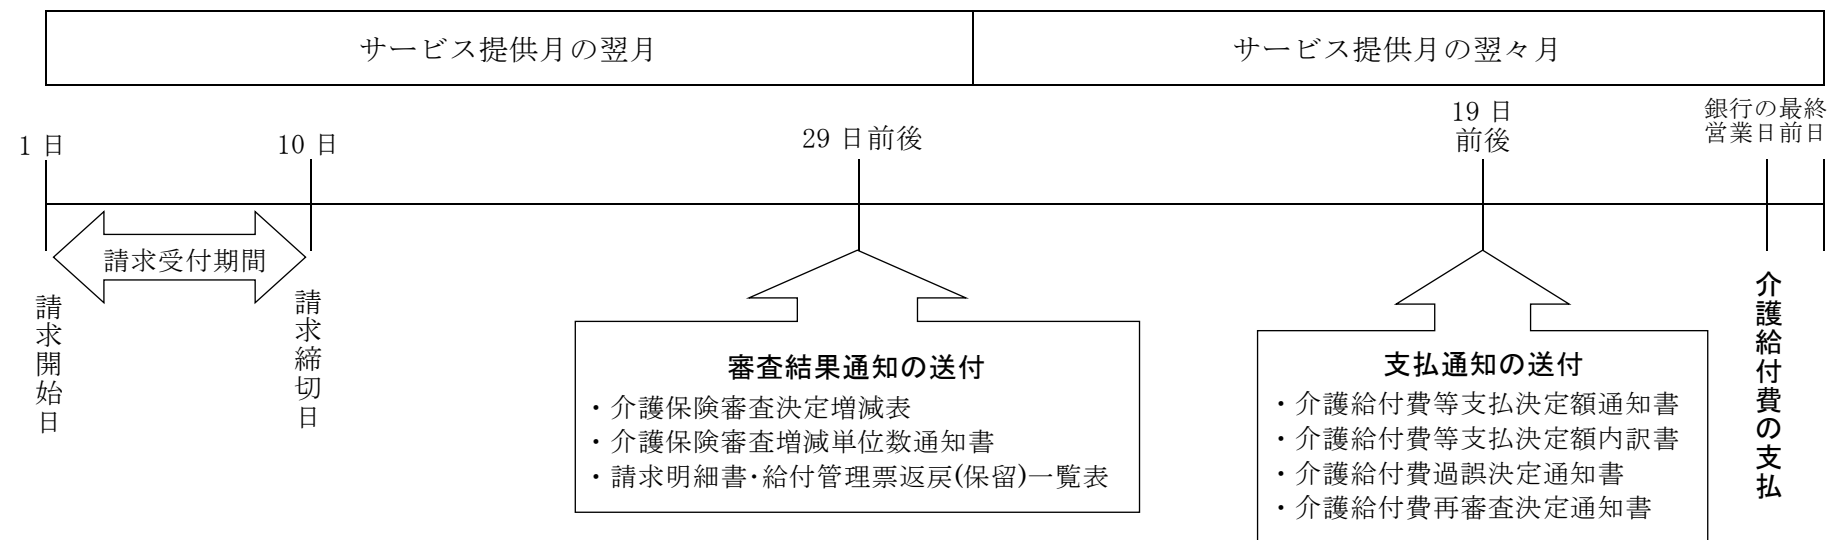 サービス提供月の翌月
サービス提供月の翌々月
1 日
10 日
29 日前後
19 日
前後
銀行の最終
営業日前日
請求受付期間
請求開始日
請求締切日
審査結果通知の送付
・介護保険審査決定増減表
・介護保険審査増減単位数通知書
・請求明細書･給付管理票返戻(保留)一覧表
支払通知の送付
・介護給付費等支払決定額通知書
・介護給付費等支払決定額内訳書
・介護給付費過誤決定通知書
・介護給付費再審査決定通知書
介護給付費の支払